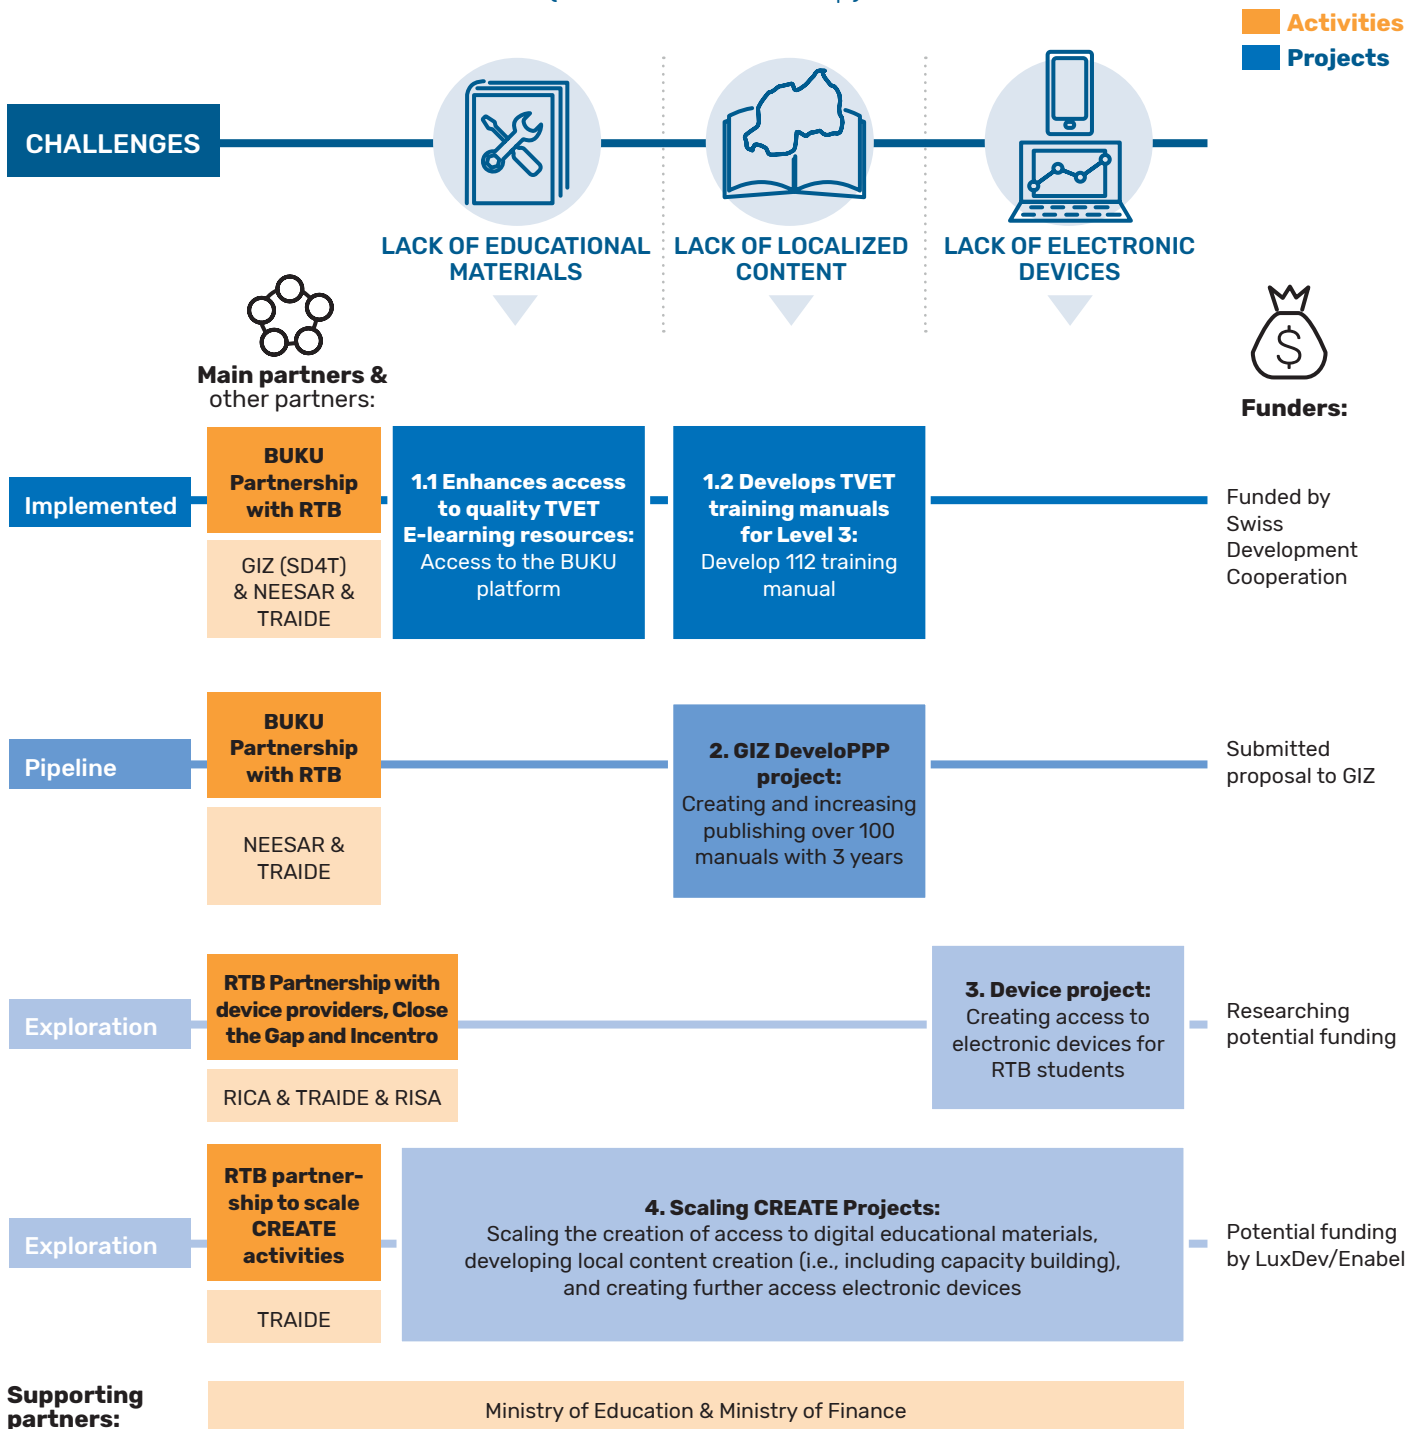 Activities
Projects
CHALLENGES
LACK OF EDUCATIONAL
MATERIALS
LACK OF LOCALIZED
CONTENT
LACK OF ELECTRONIC
DEVICES
Main partners &
other partners:
$
Funders:
Implemented
BUKU
Partnership
with RTB
GIZ (SD4T)
& NEESAR &
TRAIDE
1.1 Enhances access
to quality TVET
E-learning resources:
Access to the BUKU
platform
1.2 Develops TVET
training manuals
for Level 3:
Develop 112 training
manual
Funded by
Swiss
Development
Cooperation
Pipeline
BUKU
Partnership
with RTB
NEESAR &
TRAIDE
2. GIZ DeveloPPP
project:
Creating and increasing
publishing over 100
manuals with 3 years
Submitted
proposal to GIZ
Exploration
RTB Partnership with
device providers, Close
the Gap and Incentro
RICA & TRAIDE & RISA
3. Device project:
Creating access to
electronic devices for
RTB students
Researching
potential funding
Exploration
RTB partner-
ship to scale
CREATE
activities
TRAIDE
4. Scaling CREATE Projects:
Scaling the creation of access to digital educational materials,
developing local content creation (i.e., including capacity building),
and creating further access electronic devices
Potential funding
by LuxDev/Enabel
Supporting
partners:
Ministry of Education & Ministry of Finance